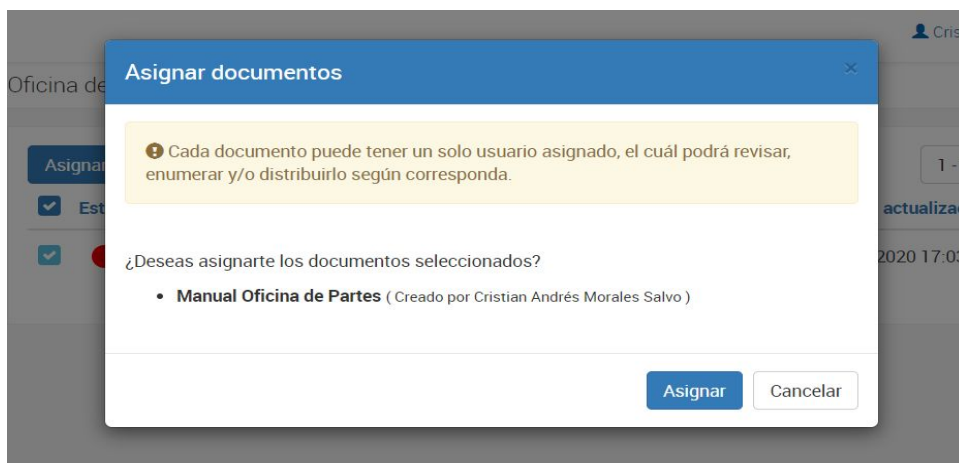 Cris
Asignar documentos
×
Oficina de
Cada documento puede tener un solo usuario asignado, el cuál podrá revisar,
enumerar y/o distribuirlo según corresponda.
Asignar
1 -
Est
actualiza
2020 17:03
¿Deseas asignarte los documentos seleccionados?
• Manual Oficina de Partes ( Creado por Cristian Andrés Morales Salvo )
Asignar
Cancelar